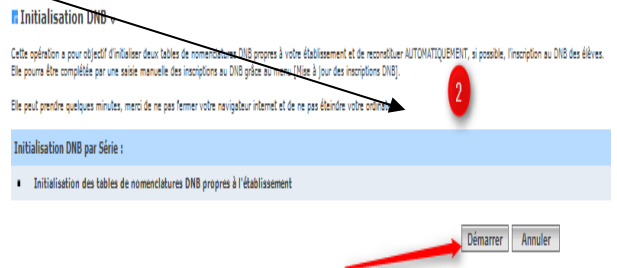 Initialisation DNB
Cette opération a pour objectif d'initialiser deux tables de nomenclatures DNB propres à votre établissement et de reconstituer AUTOMATIQUEMENT, si possible, l'inscription au DNB des élèves.
Elle pourra être complétée par une saisie manuelle des inscriptions au DNB grâce au menu [Mise à jour des inscriptions DNB].
Elle peut prendre quelques minutes, merci de ne pas fermer votre navigateur internet et de ne pas éteindre votre
2
Initialisation DNB par Série :
▪ Initialisation des tables de nomenclatures DNB propres à l'établissement
Démarrer Annuler